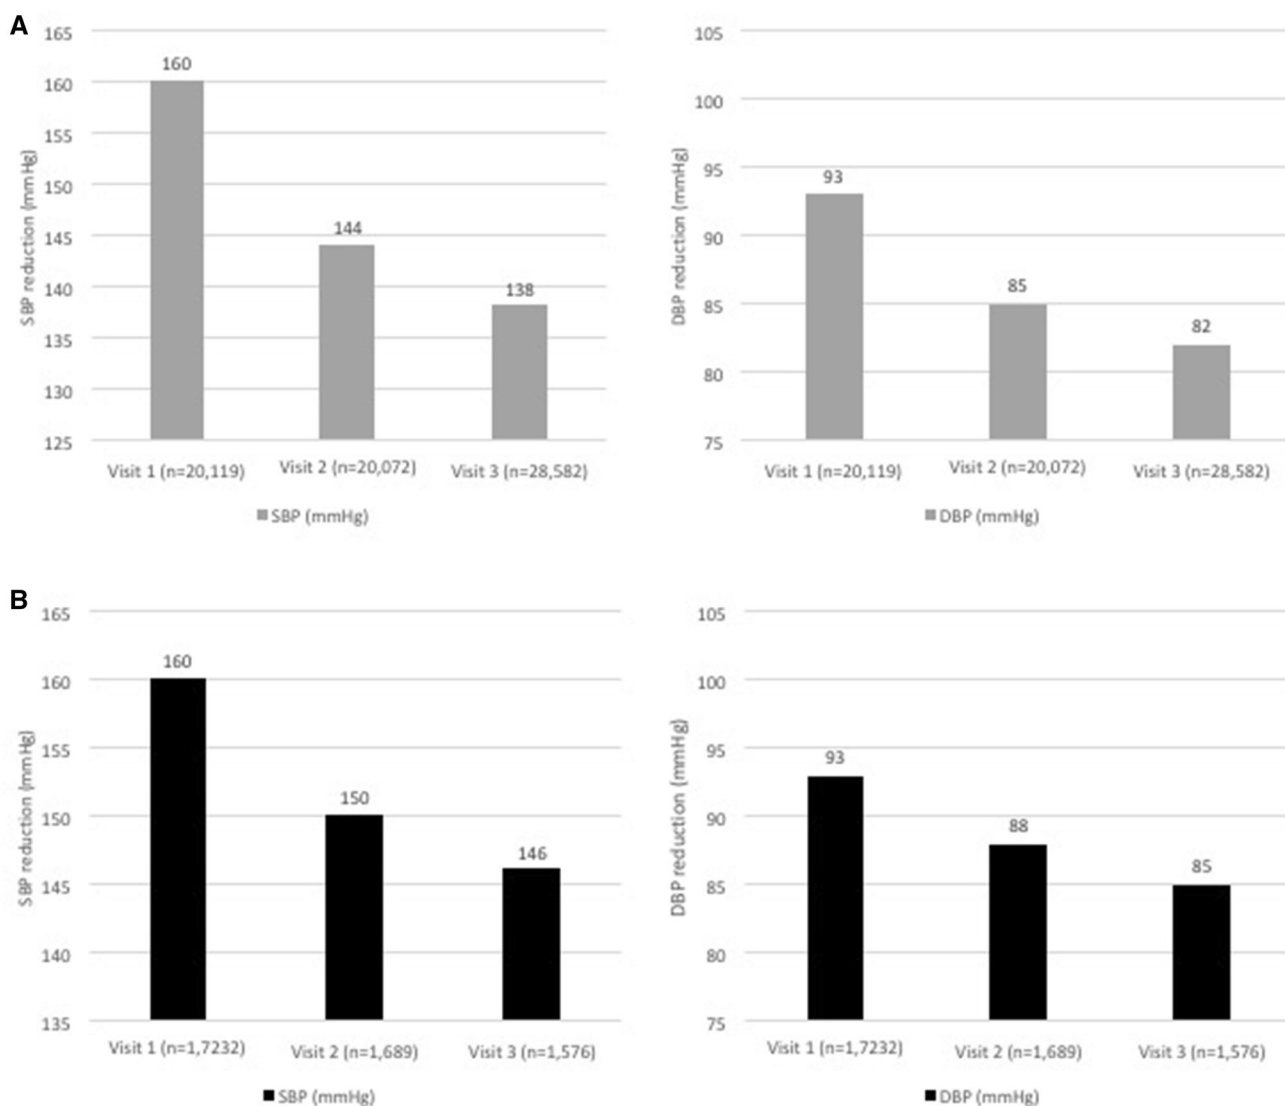 A
165
160
155
150
145
140
135
130
125
SBP reduction (mmHg)
160
144
138
Visit 1 (n=20,119)
Visit 2 (n=20,072)
Visit 3 (n=28,582)
SBP (mmHg)
105
100
95
90
85
80
75
DBP reduction (mmHg)
93
85
82
Visit 1 (n=20,119)
Visit 2 (n=20,072)
Visit 3 (n=28,582)
DBP (mmHg)
B
165
160
155
150
145
140
135
SBP reduction (mmHg)
160
150
146
Visit 1 (n=1,7232)
Visit 2 (n=1,689)
Visit 3 (n=1,576)
SBP (mmHg)
105
100
95
90
85
80
75
DBP reduction (mmHg)
93
88
85
Visit 1 (n=1,7232)
Visit 2 (n=1,689)
Visit 3 (n=1,576)
DBP (mmHg)